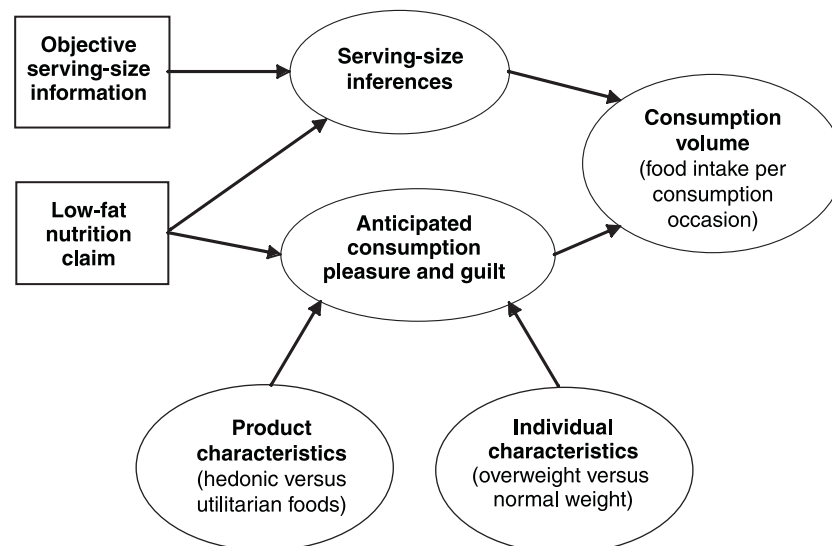 Objective
serving-size
information
Serving-size
inferences
Consumption
volume
(food intake per
consumption
occasion)
Low-fat
nutrition
claim
Anticipated
consumption
pleasure and guilt
Product
characteristics
(hedonic versus
utilitarian foods)
Individual
characteristics
(overweight versus
normal weight)